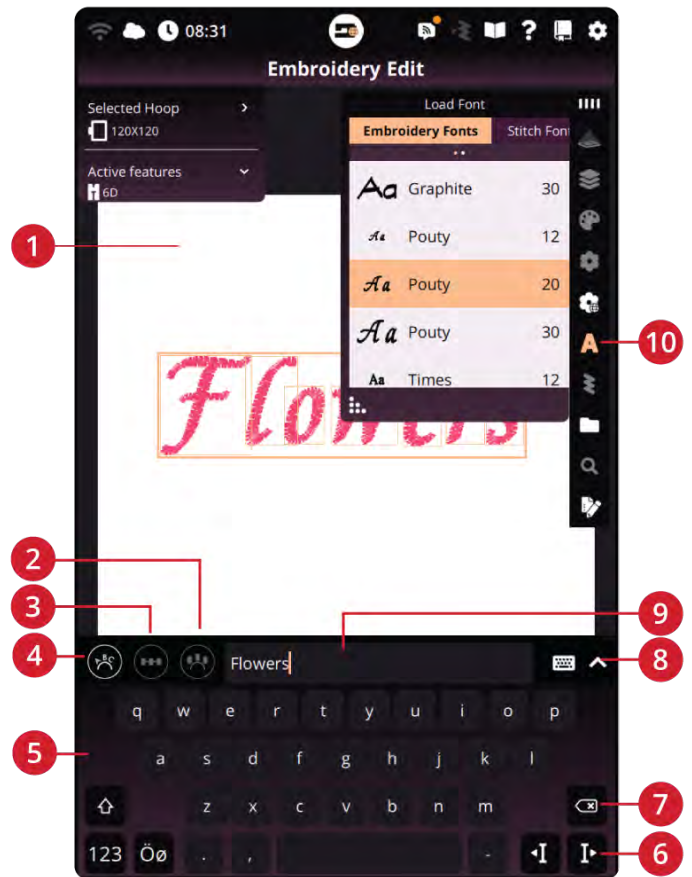 08:31
Embroidery Edit
Selected Hoop
120X120
Active features
6D
Load Font
Embroidery Fonts Stitch Font
Aa Graphite 30
Aa Pouty 12
Aa Pouty 20
Aa Pouty 30
Aa Times 12
A
Flowers
1
10
2
3
4
9
8
Flowers
q w e r t y u i o p
5
a s d f g h j k l
z x c v b n m
7
123 Öø . , -
6